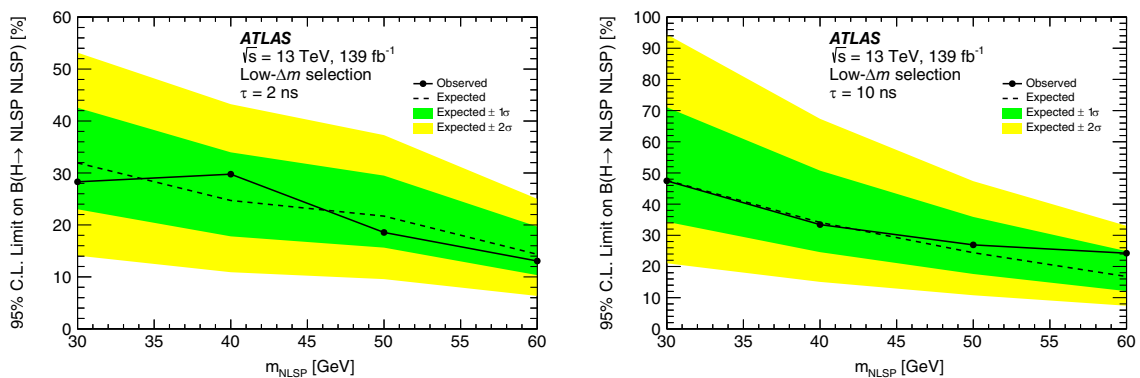 95% C.L. Limit on B(H→ NLSP NLSP) [%]
60
50
40
30
20
10
0
ATLAS
√s = 13 TeV, 139 fb⁻¹
Low-Δm selection
τ = 2 ns
Observed
Expected
Expected ± 1σ
Expected ± 2σ
30 35 40 45 50 55 60
m_NLSP [GeV]
95% C.L. Limit on B(H→ NLSP NLSP) [%]
100
90
80
70
60
50
40
30
20
10
0
ATLAS
√s = 13 TeV, 139 fb⁻¹
Low-Δm selection
τ = 10 ns
Observed
Expected
Expected ± 1σ
Expected ± 2σ
30 35 40 45 50 55 60
m_NLSP [GeV]